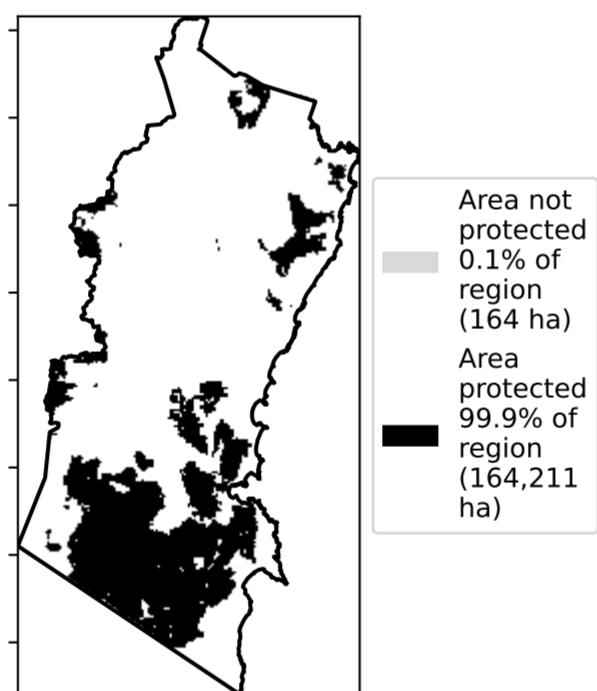 Area not
protected
0.1% of
region
(164 ha)
Area
protected
99.9% of
region
(164,211
ha)